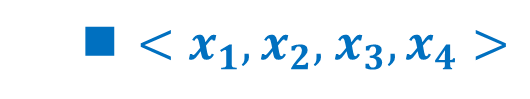 ■ < x₁, x₂, x₃, x₄ >